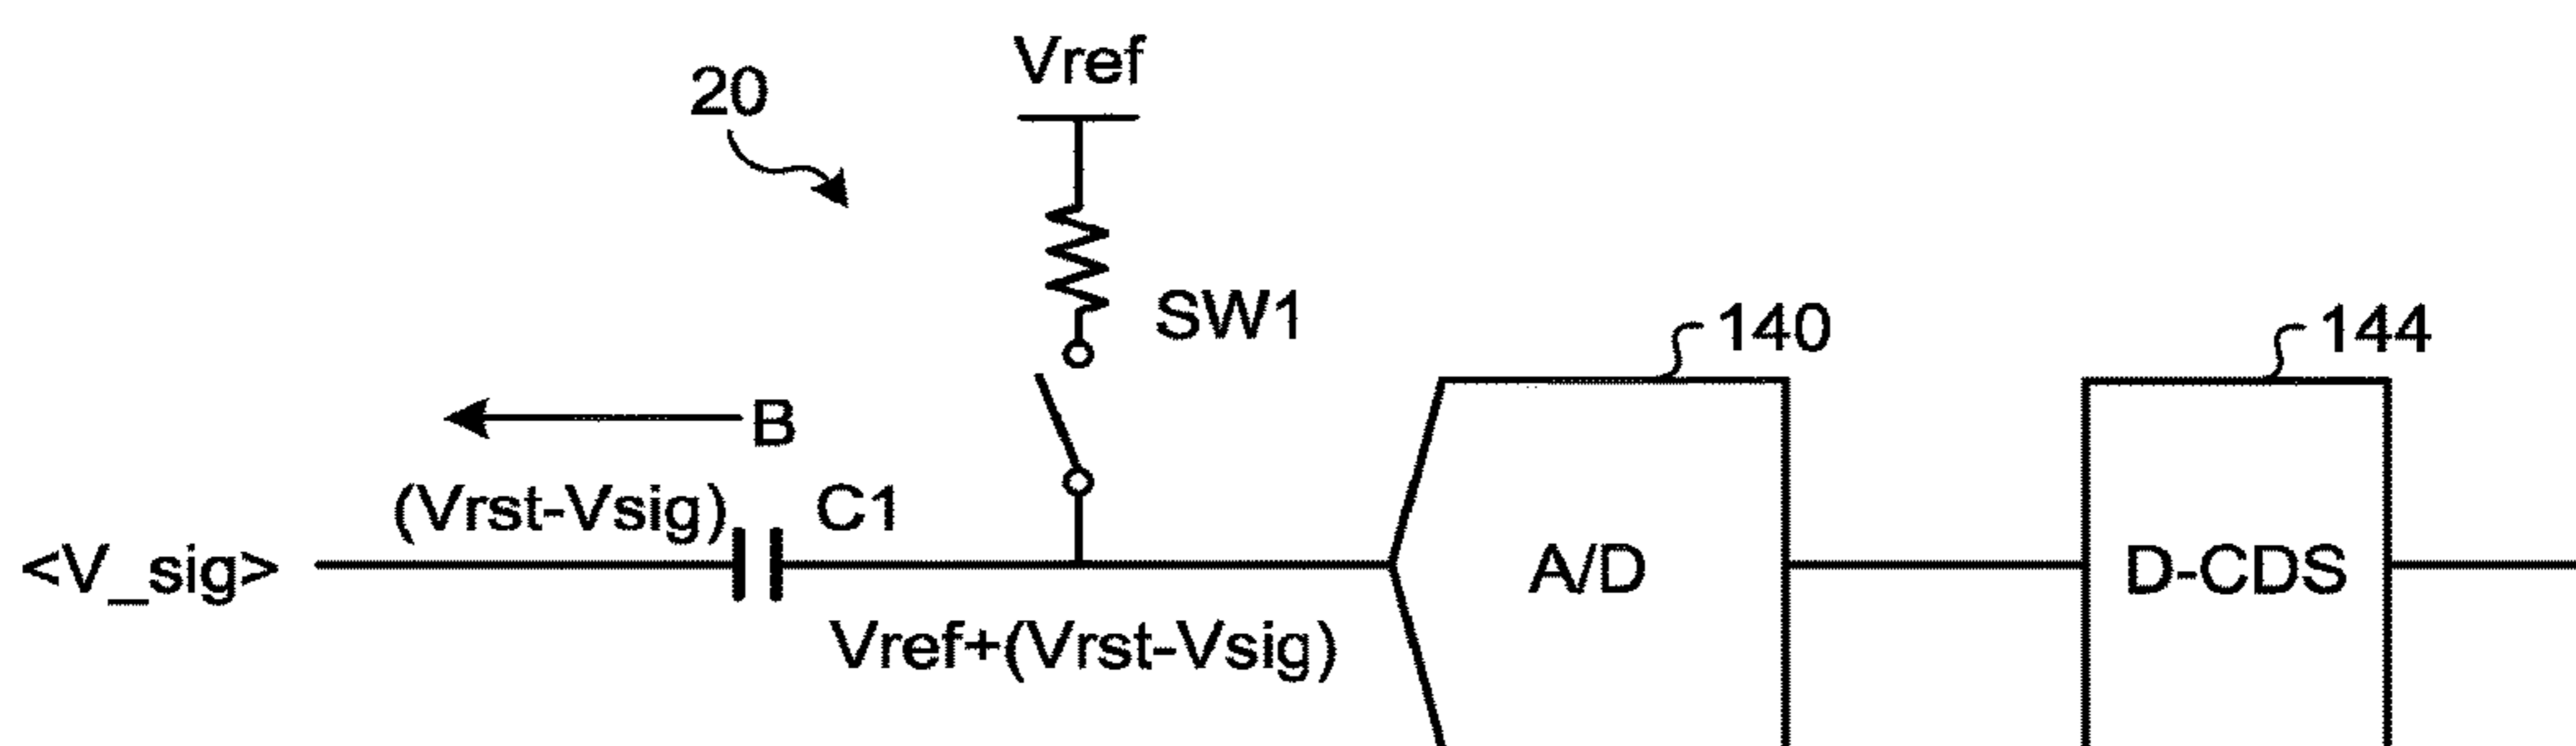 Vref
20
SW1
140
144
B
(Vrst-Vsig)
C1
<V_sig>
A/D
D-CDS
Vref+(Vrst-Vsig)